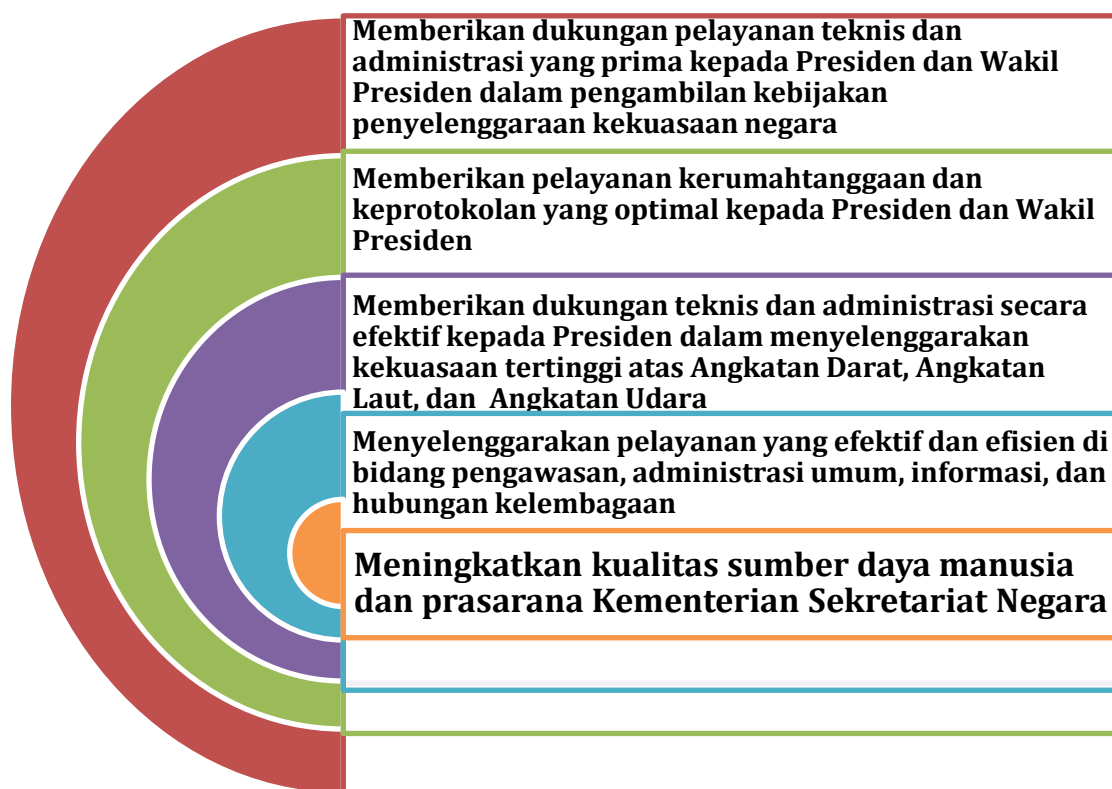 Memberikan dukungan pelayanan teknis dan
administrasi yang prima kepada Presiden dan Wakil
Presiden dalam pengambilan kebijakan
penyelenggaraan kekuasaan negara
Memberikan pelayanan kerumahtanggaan dan
keprotokolan yang optimal kepada Presiden dan Wakil
Presiden
Memberikan dukungan teknis dan administrasi secara
efektif kepada Presiden dalam menyelenggarakan
kekuasaan tertinggi atas Angkatan Darat, Angkatan
Laut, dan Angkatan Udara
Menyelenggarakan pelayanan yang efektif dan efisien di
bidang pengawasan, administrasi umum, informasi, dan
hubungan kelembagaan
Meningkatkan kualitas sumber daya manusia
dan prasarana Kementerian Sekretariat Negara